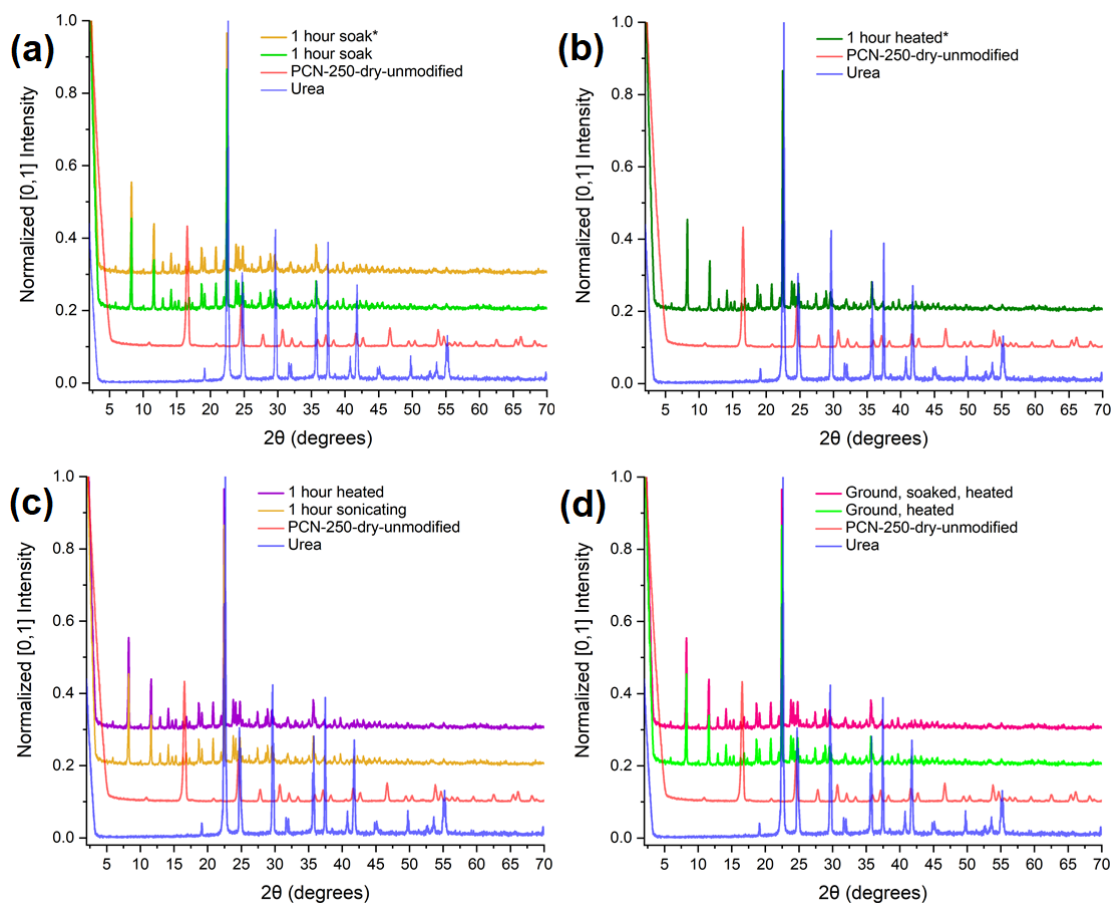 (a)
1 hour soak*
1 hour soak
PCN-250-dry-unmodified
Urea
1.0
0.8
0.6
0.4
0.2
0.0
Normalized [0,1] Intensity
5 10 15 20 25 30 35 40 45 50 55 60 65 70
2θ (degrees)
(b)
1 hour heated*
PCN-250-dry-unmodified
Urea
1.0
0.8
0.6
0.4
0.2
0.0
Normalized [0,1] Intensity
5 10 15 20 25 30 35 40 45 50 55 60 65 70
2θ (degrees)
(c)
1 hour heated
1 hour sonicating
PCN-250-dry-unmodified
Urea
1.0
0.8
0.6
0.4
0.2
0.0
Normalized [0,1] Intensity
5 10 15 20 25 30 35 40 45 50 55 60 65 70
2θ (degrees)
(d)
Ground, soaked, heated
Ground, heated
PCN-250-dry-unmodified
Urea
1.0
0.8
0.6
0.4
0.2
0.0
Normalized [0,1] Intensity
5 10 15 20 25 30 35 40 45 50 55 60 65 70
2θ (degrees)